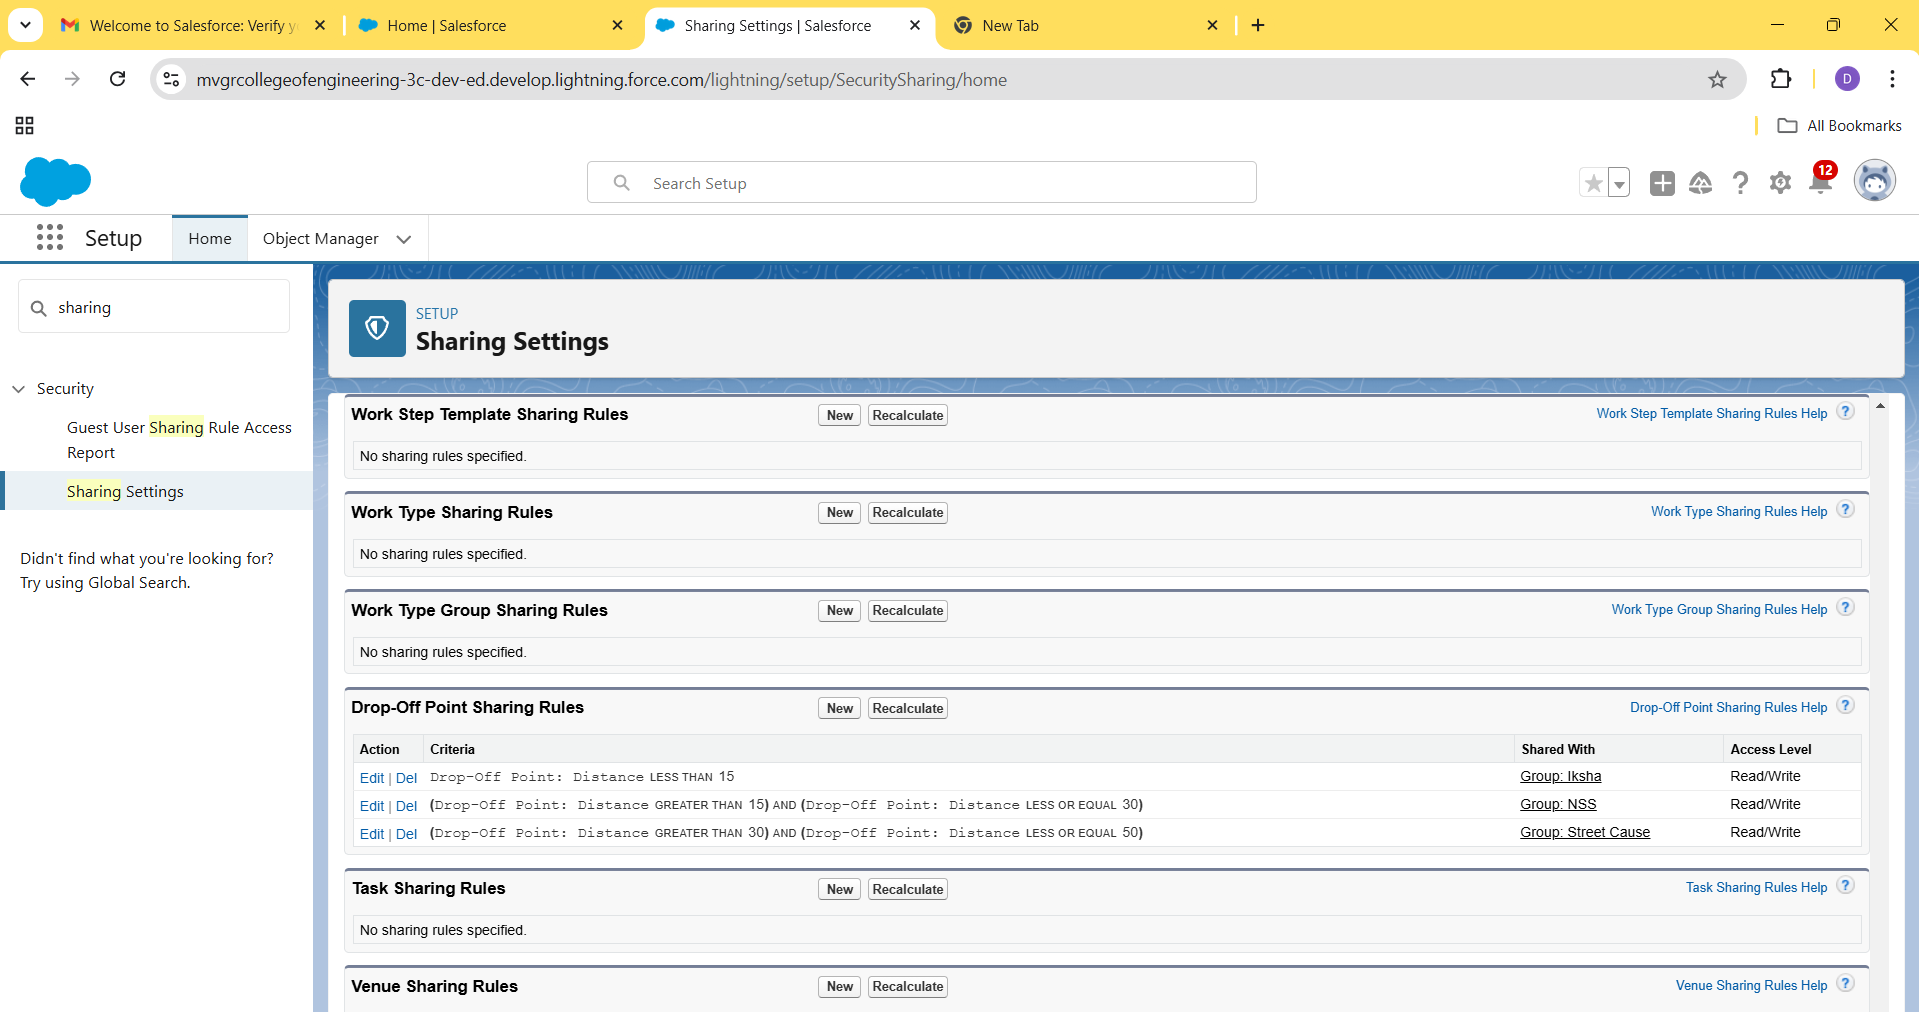 Welcome to Salesforce: Verify y
Home | Salesforce
Sharing Settings | Salesforce
New Tab
mvgrcollegeofengineering-3c-dev-ed.develop.lightning.force.com/lightning/setup/SecuritySharing/home
D
All Bookmarks
Search Setup
12
Setup
Home
Object Manager
sharing
Security
Guest User Sharing Rule Access
Report
Sharing Settings
Didn't find what you're looking for?
Try using Global Search.
SETUP
Sharing Settings
Work Step Template Sharing Rules New Recalculate Work Step Template Sharing Rules Help ?
No sharing rules specified.
Work Type Sharing Rules New Recalculate Work Type Sharing Rules Help ?
No sharing rules specified.
Work Type Group Sharing Rules New Recalculate Work Type Group Sharing Rules Help ?
No sharing rules specified.
Drop-Off Point Sharing Rules New Recalculate Drop-Off Point Sharing Rules Help ?
Action Criteria Shared With Access Level
Edit | Del Drop-Off Point: Distance LESS THAN 15 Group: Iksha Read/Write
Edit | Del (Drop-Off Point: Distance GREATER THAN 15) AND (Drop-Off Point: Distance LESS OR EQUAL 30) Group: NSS Read/Write
Edit | Del (Drop-Off Point: Distance GREATER THAN 30) AND (Drop-Off Point: Distance LESS OR EQUAL 50) Group: Street Cause Read/Write
Task Sharing Rules New Recalculate Task Sharing Rules Help ?
No sharing rules specified.
Venue Sharing Rules New Recalculate Venue Sharing Rules Help ?